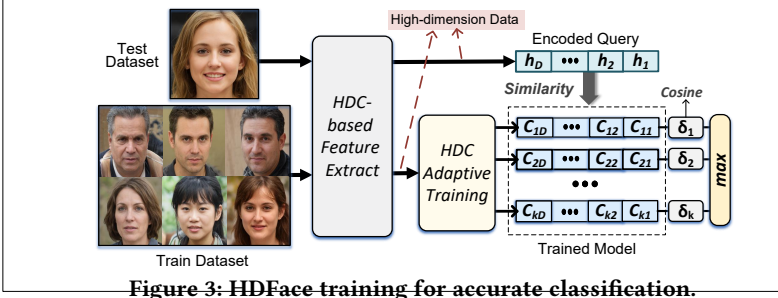 High-dimension Data
Test
Dataset
Encoded Query
h_D ••• h_2 h_1
HDC-
based
Feature
Extract
Similarity
Cosine
HDC
Adaptive
Training
C_1D ••• C_12 C_11 δ_1
C_2D ••• C_22 C_21 δ_2
•••
C_kD ••• C_k2 C_k1 δ_k
max
Train Dataset
Trained Model
Figure 3: HDFace training for accurate classification.